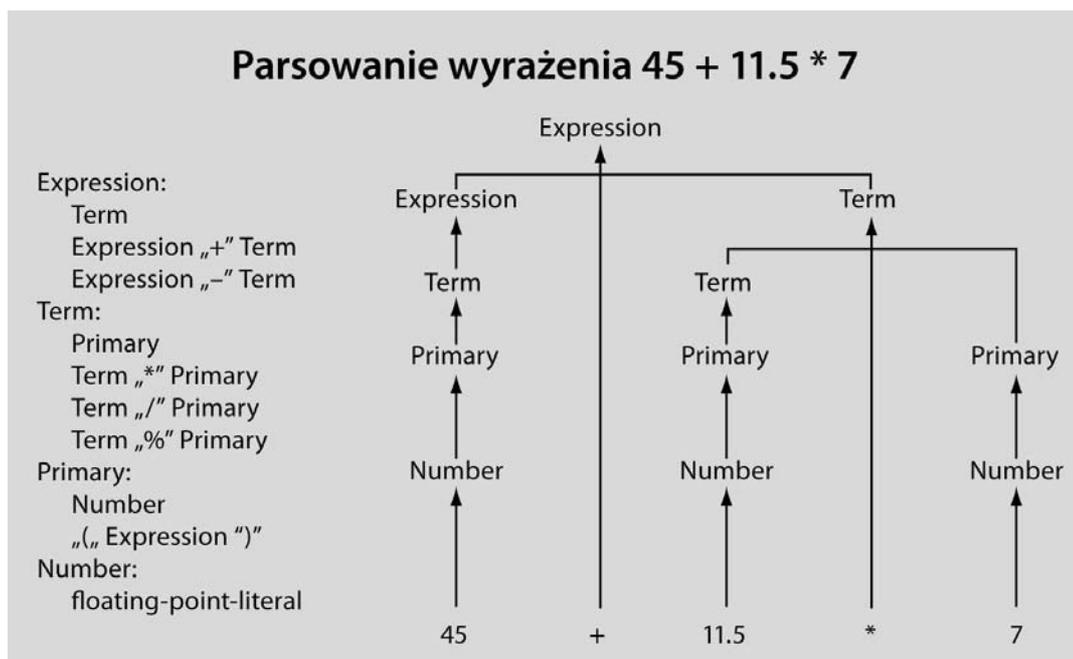 Parsowanie wyrażenia 45 + 11.5 * 7
Expression
Expression:
Term
Expression „+” Term
Expression „–” Term
Term:
Primary
Term „*” Primary
Term „/” Primary
Term „%” Primary
Primary:
Number
„(„ Expression “)”
Number:
floating-point-literal
Expression Term
Term Term
Primary Primary Primary
Number Number Number
45 + 11.5 * 7